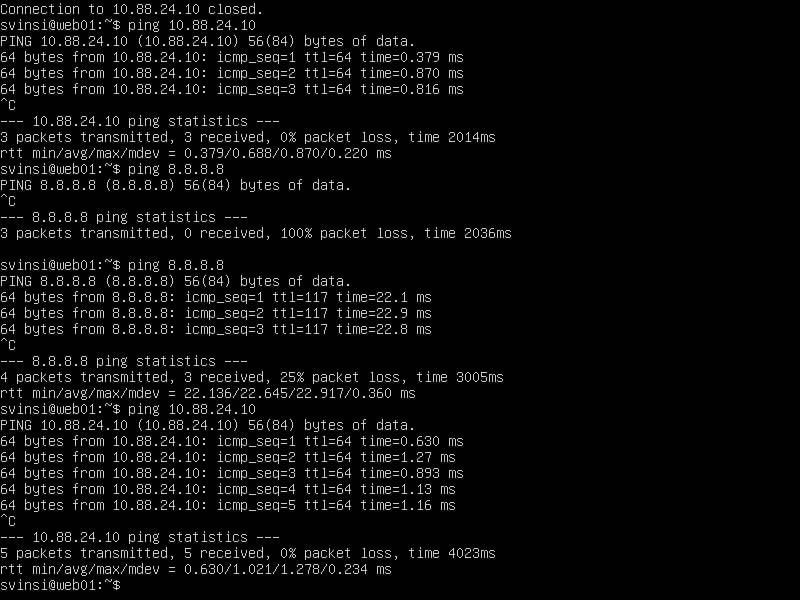 Connection to 10.88.24.10 closed.
svinsi@web01:~$ ping 10.88.24.10
PING 10.88.24.10 (10.88.24.10) 56(84) bytes of data.
64 bytes from 10.88.24.10: icmp_seq=1 ttl=64 time=0.379 ms
64 bytes from 10.88.24.10: icmp_seq=2 ttl=64 time=0.870 ms
64 bytes from 10.88.24.10: icmp_seq=3 ttl=64 time=0.816 ms
^C
--- 10.88.24.10 ping statistics ---
3 packets transmitted, 3 received, 0% packet loss, time 2014ms
rtt min/avg/max/mdev = 0.379/0.688/0.870/0.220 ms
svinsi@web01:~$ ping 8.8.8.8
PING 8.8.8.8 (8.8.8.8) 56(84) bytes of data.
^C
--- 8.8.8.8 ping statistics ---
3 packets transmitted, 0 received, 100% packet loss, time 2036ms

svinsi@web01:~$ ping 8.8.8.8
PING 8.8.8.8 (8.8.8.8) 56(84) bytes of data.
64 bytes from 8.8.8.8: icmp_seq=1 ttl=117 time=22.1 ms
64 bytes from 8.8.8.8: icmp_seq=2 ttl=117 time=22.9 ms
64 bytes from 8.8.8.8: icmp_seq=3 ttl=117 time=22.8 ms
^C
--- 8.8.8.8 ping statistics ---
4 packets transmitted, 3 received, 25% packet loss, time 3005ms
rtt min/avg/max/mdev = 22.136/22.645/22.917/0.360 ms
svinsi@web01:~$ ping 10.88.24.10
PING 10.88.24.10 (10.88.24.10) 56(84) bytes of data.
64 bytes from 10.88.24.10: icmp_seq=1 ttl=64 time=0.630 ms
64 bytes from 10.88.24.10: icmp_seq=2 ttl=64 time=1.27 ms
64 bytes from 10.88.24.10: icmp_seq=3 ttl=64 time=0.893 ms
64 bytes from 10.88.24.10: icmp_seq=4 ttl=64 time=1.13 ms
64 bytes from 10.88.24.10: icmp_seq=5 ttl=64 time=1.16 ms
^C
--- 10.88.24.10 ping statistics ---
5 packets transmitted, 5 received, 0% packet loss, time 4023ms
rtt min/avg/max/mdev = 0.630/1.021/1.278/0.234 ms
svinsi@web01:~$